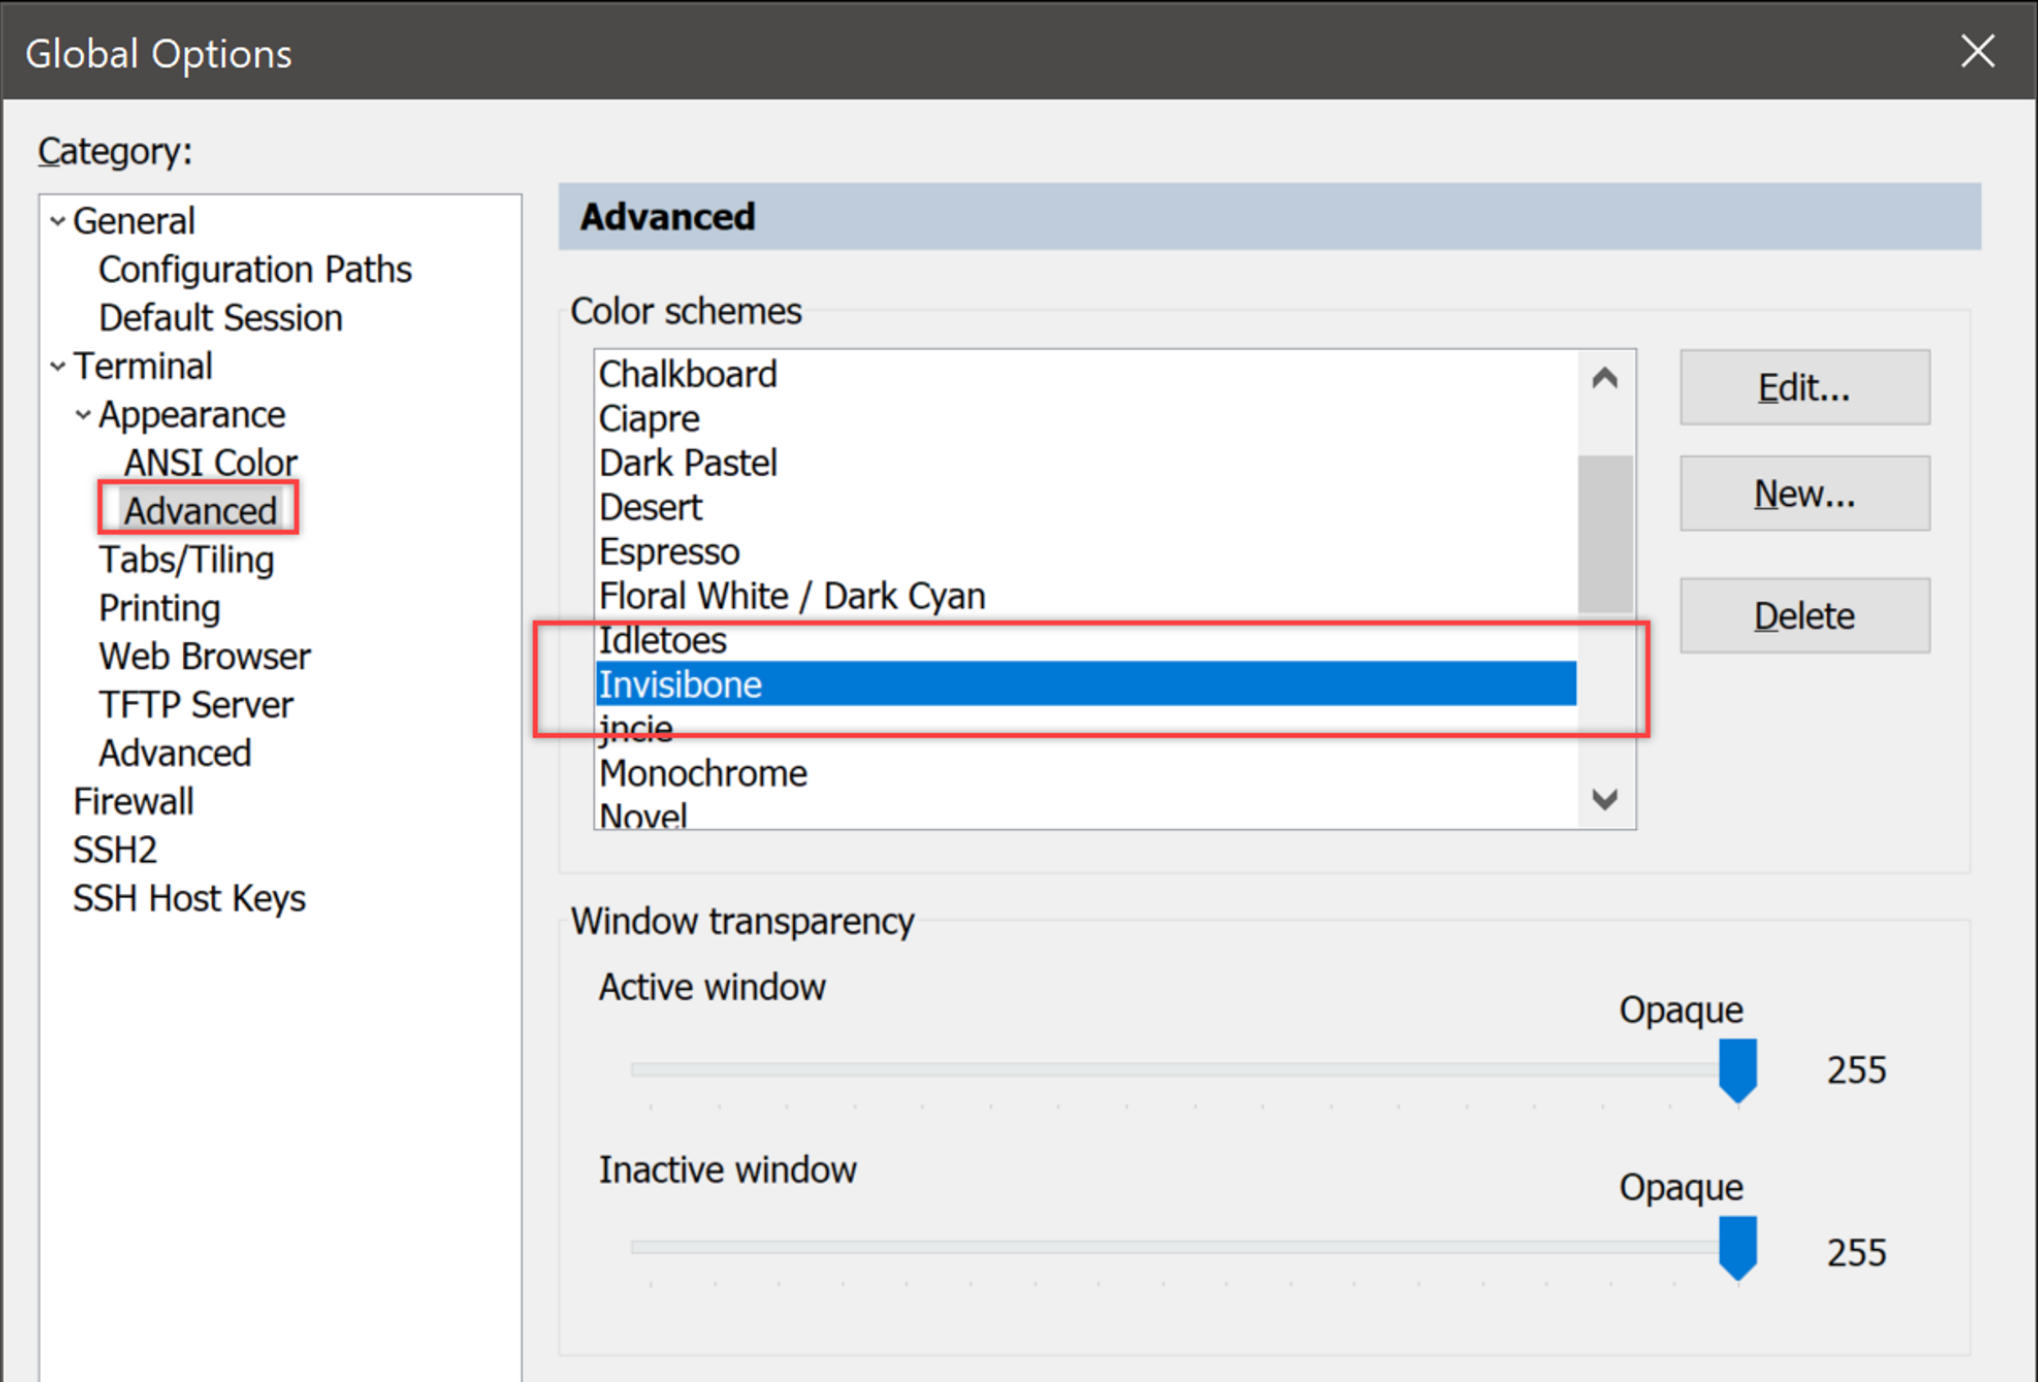 Global Options
Category:
General
Configuration Paths
Default Session
Terminal
Appearance
ANSI Color
Advanced
Tabs/Tiling
Printing
Web Browser
TFTP Server
Advanced
Firewall
SSH2
SSH Host Keys
Advanced
Color schemes
Chalkboard
Ciapre
Dark Pastel
Desert
Espresso
Floral White / Dark Cyan
Idletoes
Invisibone
jncie
Monochrome
Novel
Edit...
New...
Delete
Window transparency
Active window
Opaque
255
Inactive window
Opaque
255